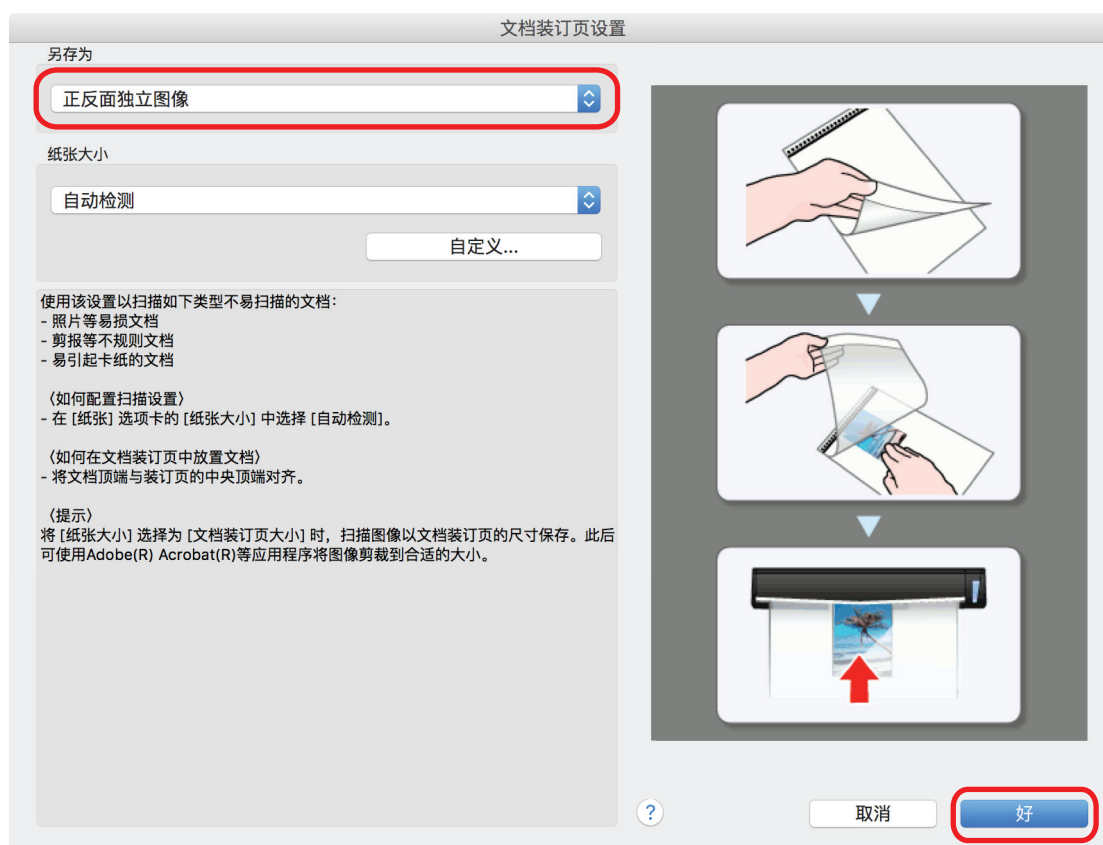 文档装订页设置
另存为
正反面独立图像
纸张大小
自动检测
自定义...
使用该设置以扫描如下类型不易扫描的文档：
- 照片等易损文档
- 剪报等不规则文档
- 易引起卡纸的文档
〈如何配置扫描设置〉
- 在 [纸张] 选项卡的 [纸张大小] 中选择 [自动检测]。
〈如何在文档装订页中放置文档〉
- 将文档顶端与装订页的中央顶端对齐。
〈提示〉
将 [纸张大小] 选择为 [文档装订页大小] 时，扫描图像以文档装订页的尺寸保存。此后
可使用Adobe(R) Acrobat(R)等应用程序将图像剪裁到合适的大小。
?
取消
好